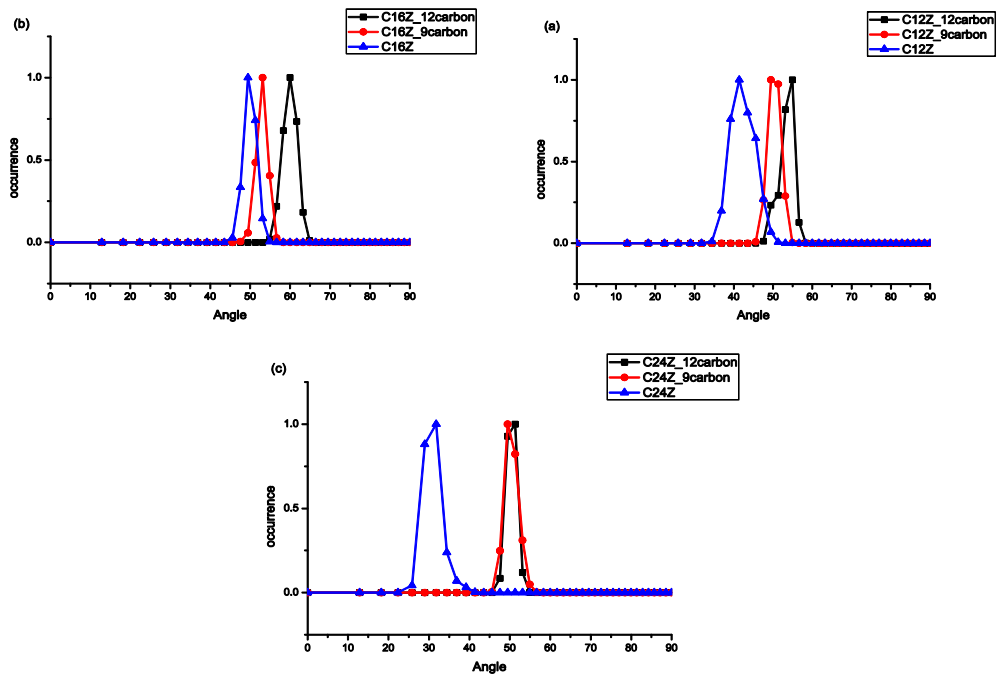 (b)
C16Z_12carbon
C16Z_9carbon
C16Z
1.0
0.5
0.0
occurrence
0 10 20 30 40 50 60 70 80 90
Angle
(a)
C12Z_12carbon
C12Z_9carbon
C12Z
1.0
0.5
0.0
occurrence
0 10 20 30 40 50 60 70 80 90
Angle
(c)
C24Z_12carbon
C24Z_9carbon
C24Z
1.0
0.5
0.0
occurrence
0 10 20 30 40 50 60 70 80 90
Angle